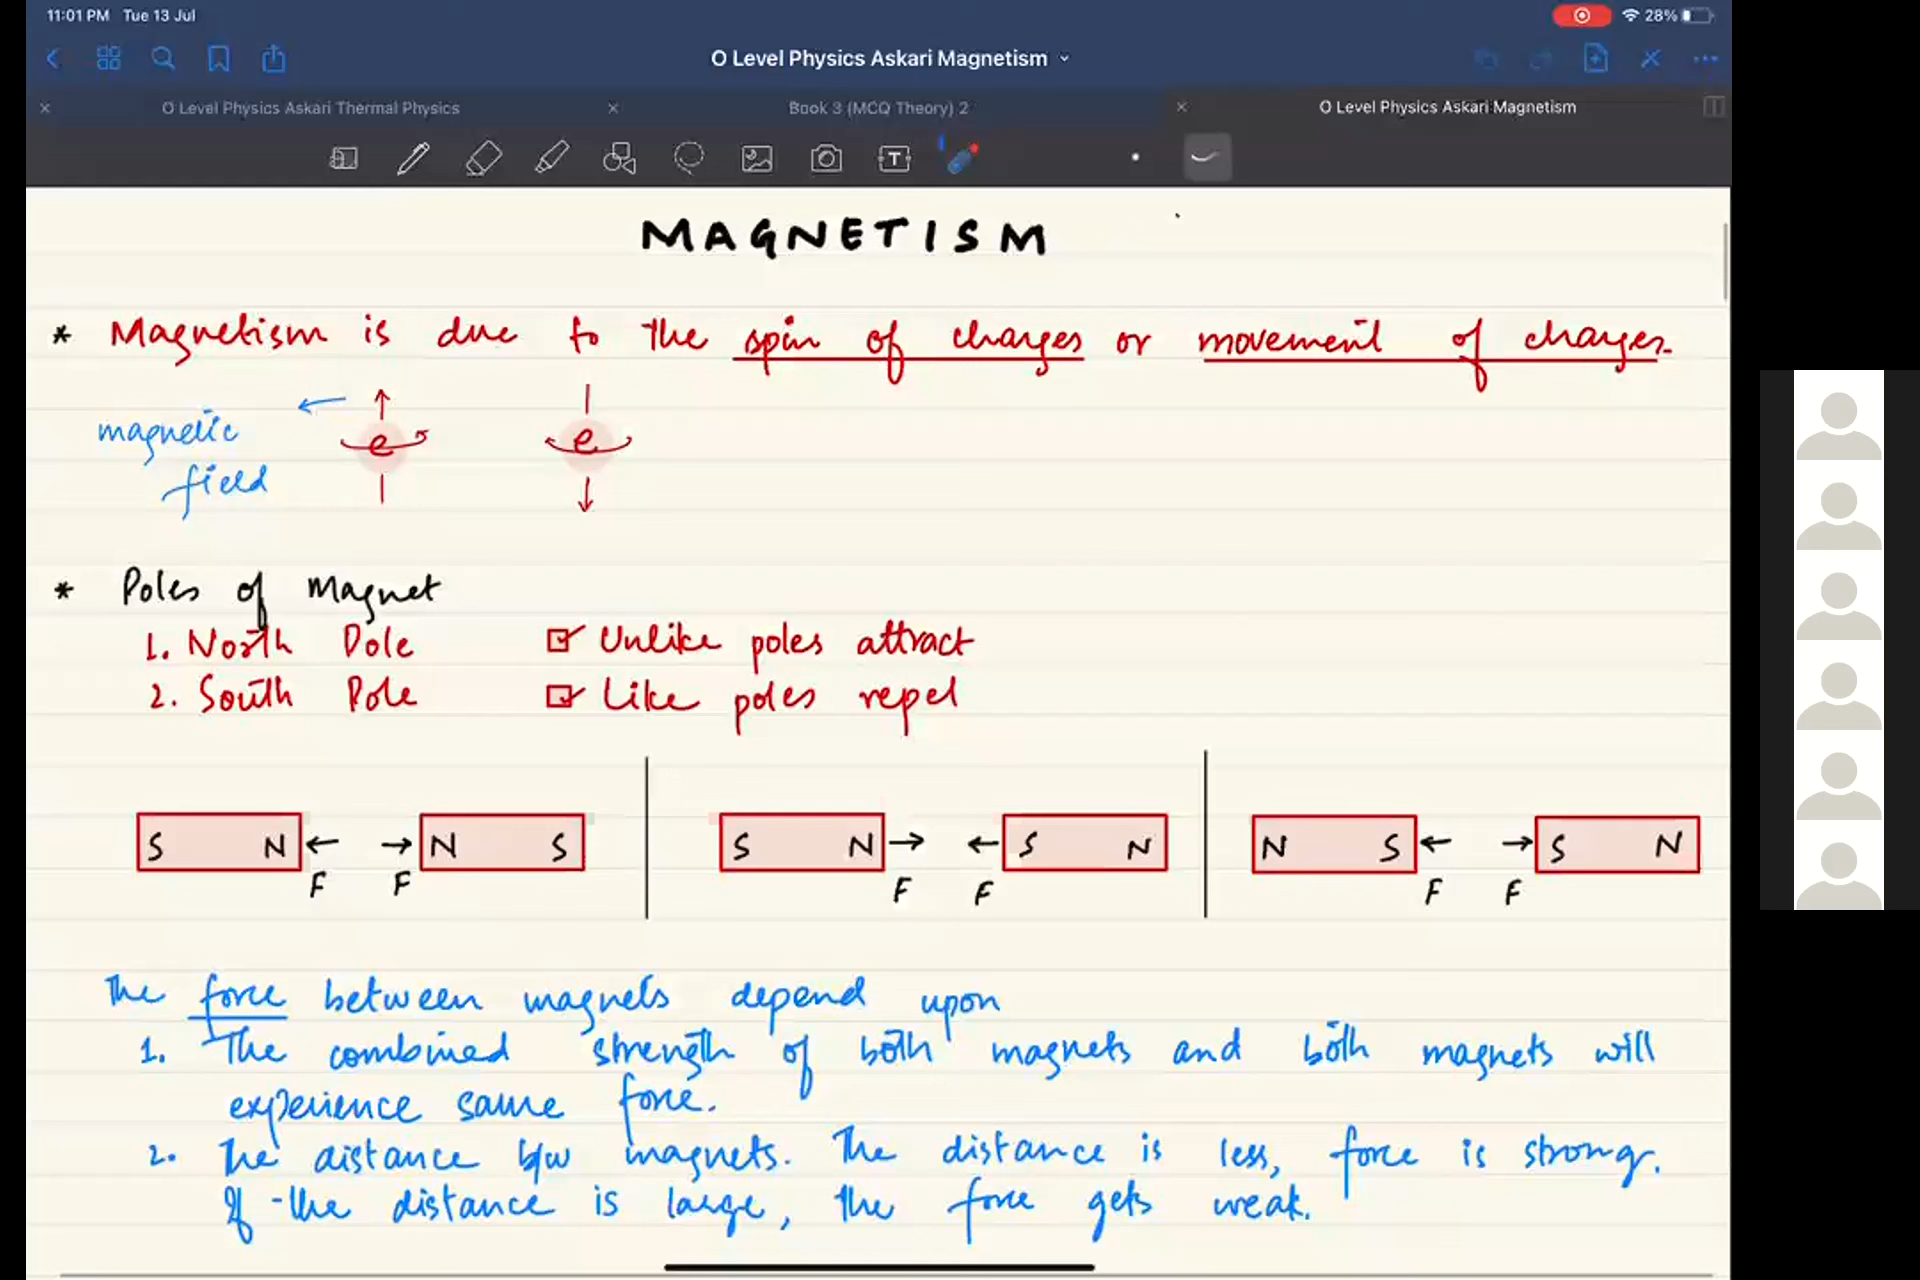 11:01 PM Tue 13 Jul
28%
O Level Physics Askari Magnetism
O Level Physics Askari Thermal Physics
Book 3 (MCQ Theory) 2
O Level Physics Askari Magnetism
MAGNETISM
* Magnetism is due to the spin of charges or movement of charges.
magnetic
field
e e
* Poles of Magnet
1. North Pole ☑ Unlike poles attract
2. South Pole ☑ Like poles repel
S N N S S N S N N S S N
F F F F F F
The force between magnets depend upon
1. The combined strength of both magnets and both magnets will
experience same force.
2. The distance b/w magnets. The distance is less, force is strong.
If the distance is large, the force gets weak.